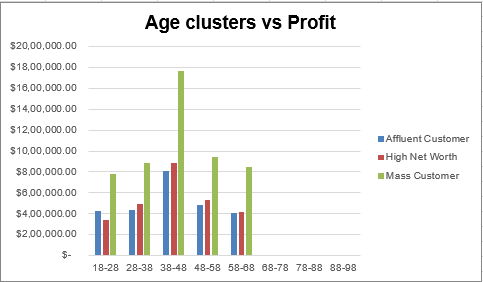 Age clusters vs Profit
$20,00,000.00
$18,00,000.00
$16,00,000.00
$14,00,000.00
$12,00,000.00
$10,00,000.00
$8,00,000.00
$6,00,000.00
$4,00,000.00
$2,00,000.00
$-
18-28 28-38 38-48 48-58 58-68 68-78 78-88 88-98
Affluent Customer
High Net Worth
Mass Customer